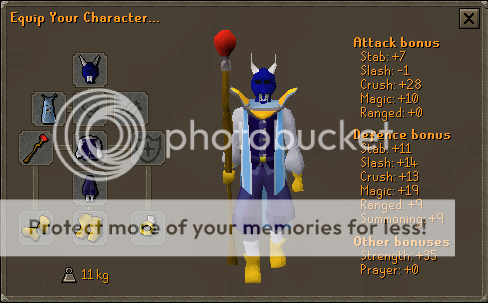 Equip Your Character...
Attack bonus
Stab: +7
Slash: -1
Crush: +28
Magic: +10
Ranged: +0
Defence bonus
Stab: +11
Slash: +14
Crush: +13
Magic: +19
Ranged: +9
Summoning: +9
Other bonuses
Strength: +35
Prayer: +0
11 kg
photobucket
Protect more of your memories for less!